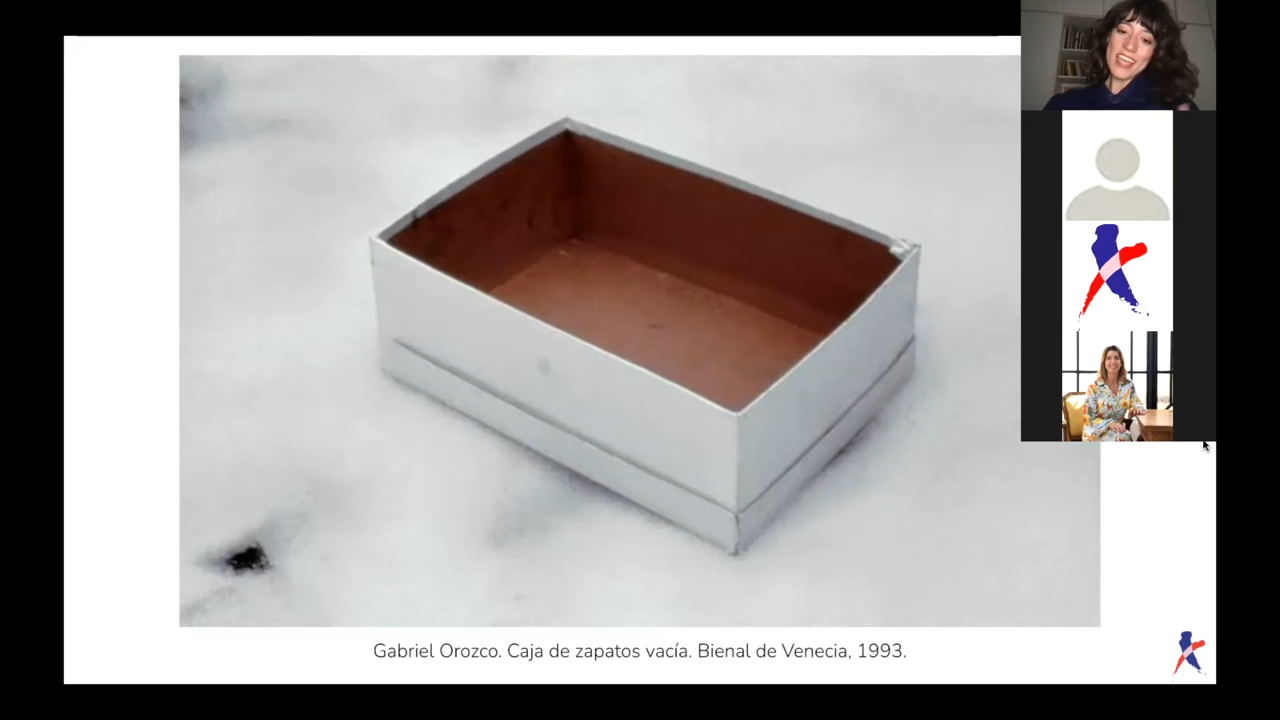 Gabriel Orozco. Caja de zapatos vacía. Bienal de Venecia, 1993.